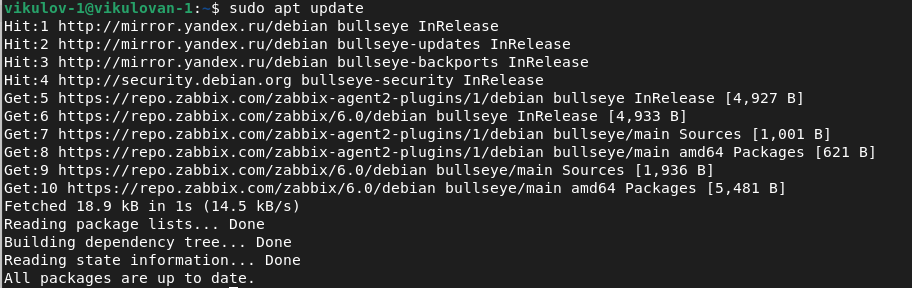 vikulov-1@vikulovan-1:~$ sudo apt update
Hit:1 http://mirror.yandex.ru/debian bullseye InRelease
Hit:2 http://mirror.yandex.ru/debian bullseye-updates InRelease
Hit:3 http://mirror.yandex.ru/debian bullseye-backports InRelease
Hit:4 http://security.debian.org bullseye-security InRelease
Get:5 https://repo.zabbix.com/zabbix-agent2-plugins/1/debian bullseye InRelease [4,927 B]
Get:6 https://repo.zabbix.com/zabbix/6.0/debian bullseye InRelease [4,933 B]
Get:7 https://repo.zabbix.com/zabbix-agent2-plugins/1/debian bullseye/main Sources [1,001 B]
Get:8 https://repo.zabbix.com/zabbix-agent2-plugins/1/debian bullseye/main amd64 Packages [621 B]
Get:9 https://repo.zabbix.com/zabbix/6.0/debian bullseye/main Sources [1,936 B]
Get:10 https://repo.zabbix.com/zabbix/6.0/debian bullseye/main amd64 Packages [5,481 B]
Fetched 18.9 kB in 1s (14.5 kB/s)
Reading package lists... Done
Building dependency tree... Done
Reading state information... Done
All packages are up to date.